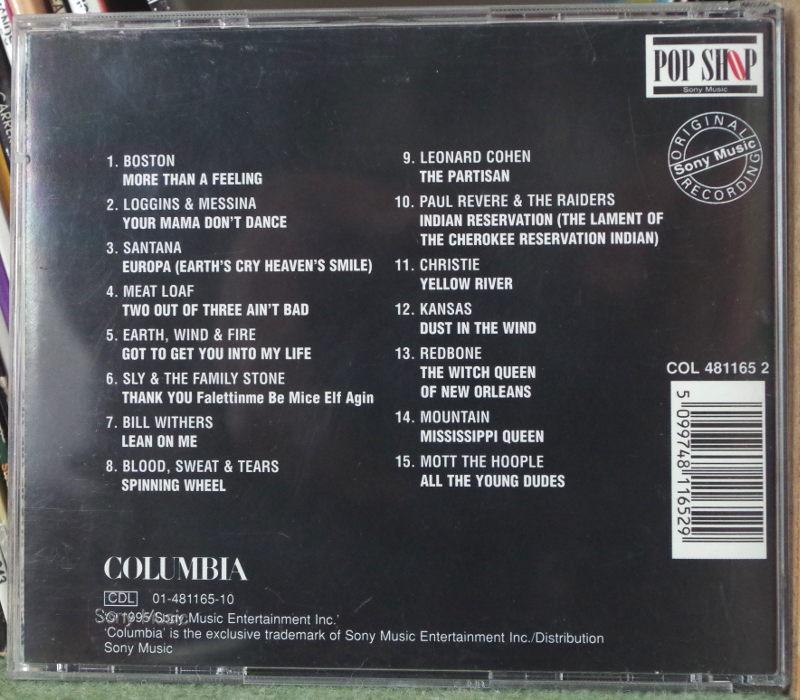 POP SHOP
Sony Music
ORIGINAL
Sony Music
RECORDING
1. BOSTON
MORE THAN A FEELING
2. LOGGINS & MESSINA
YOUR MAMA DON'T DANCE
3. SANTANA
EUROPA (EARTH'S CRY HEAVEN'S SMILE)
4. MEAT LOAF
TWO OUT OF THREE AIN'T BAD
5. EARTH, WIND & FIRE
GOT TO GET YOU INTO MY LIFE
6. SLY & THE FAMILY STONE
THANK YOU Falettinme Be Mice Elf Agin
7. BILL WITHERS
LEAN ON ME
8. BLOOD, SWEAT & TEARS
SPINNING WHEEL
9. LEONARD COHEN
THE PARTISAN
10. PAUL REVERE & THE RAIDERS
INDIAN RESERVATION (THE LAMENT OF
THE CHEROKEE RESERVATION INDIAN)
11. CHRISTIE
YELLOW RIVER
12. KANSAS
DUST IN THE WIND
13. REDBONE
THE WITCH QUEEN
OF NEW ORLEANS
14. MOUNTAIN
MISSISSIPPI QUEEN
15. MOTT THE HOOPLE
ALL THE YOUNG DUDES
COL 481165 2
5 099748 116529
COLUMBIA
CDL 01-481165-10
Sony Music
1995 Sony Music Entertainment Inc.'
'Columbia' is the exclusive trademark of Sony Music Entertainment Inc./Distribution
Sony Music